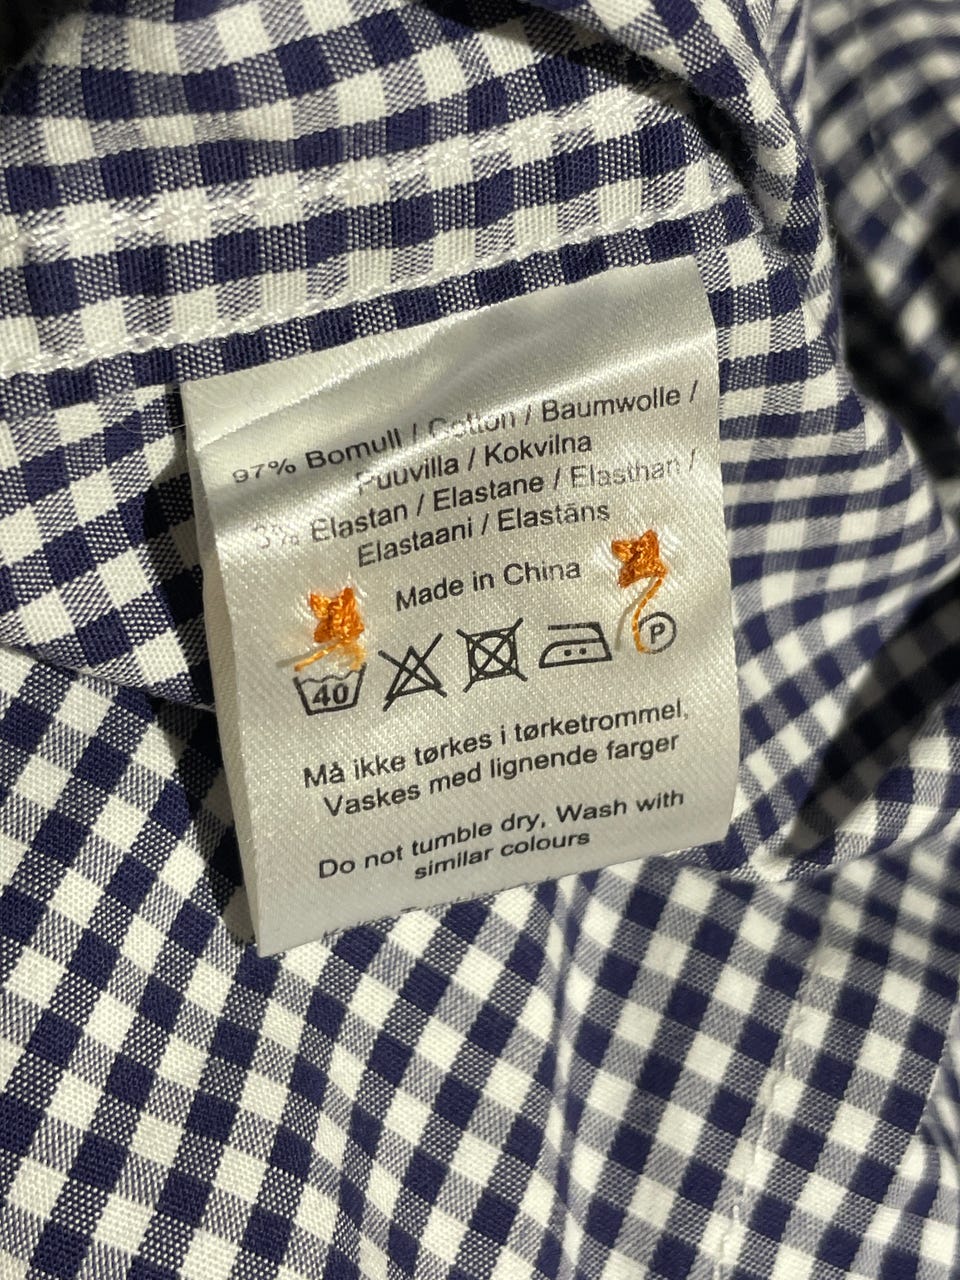 97% Bomull / Cotton / Baumwolle /
Puuvilla / Kokvilna
3% Elastan / Elastane / Elasthan /
Elastaani / Elastāns
Made in China
40 P
Må ikke tørkes i tørketrommel,
Vaskes med lignende farger
Do not tumble dry, Wash with
similar colours